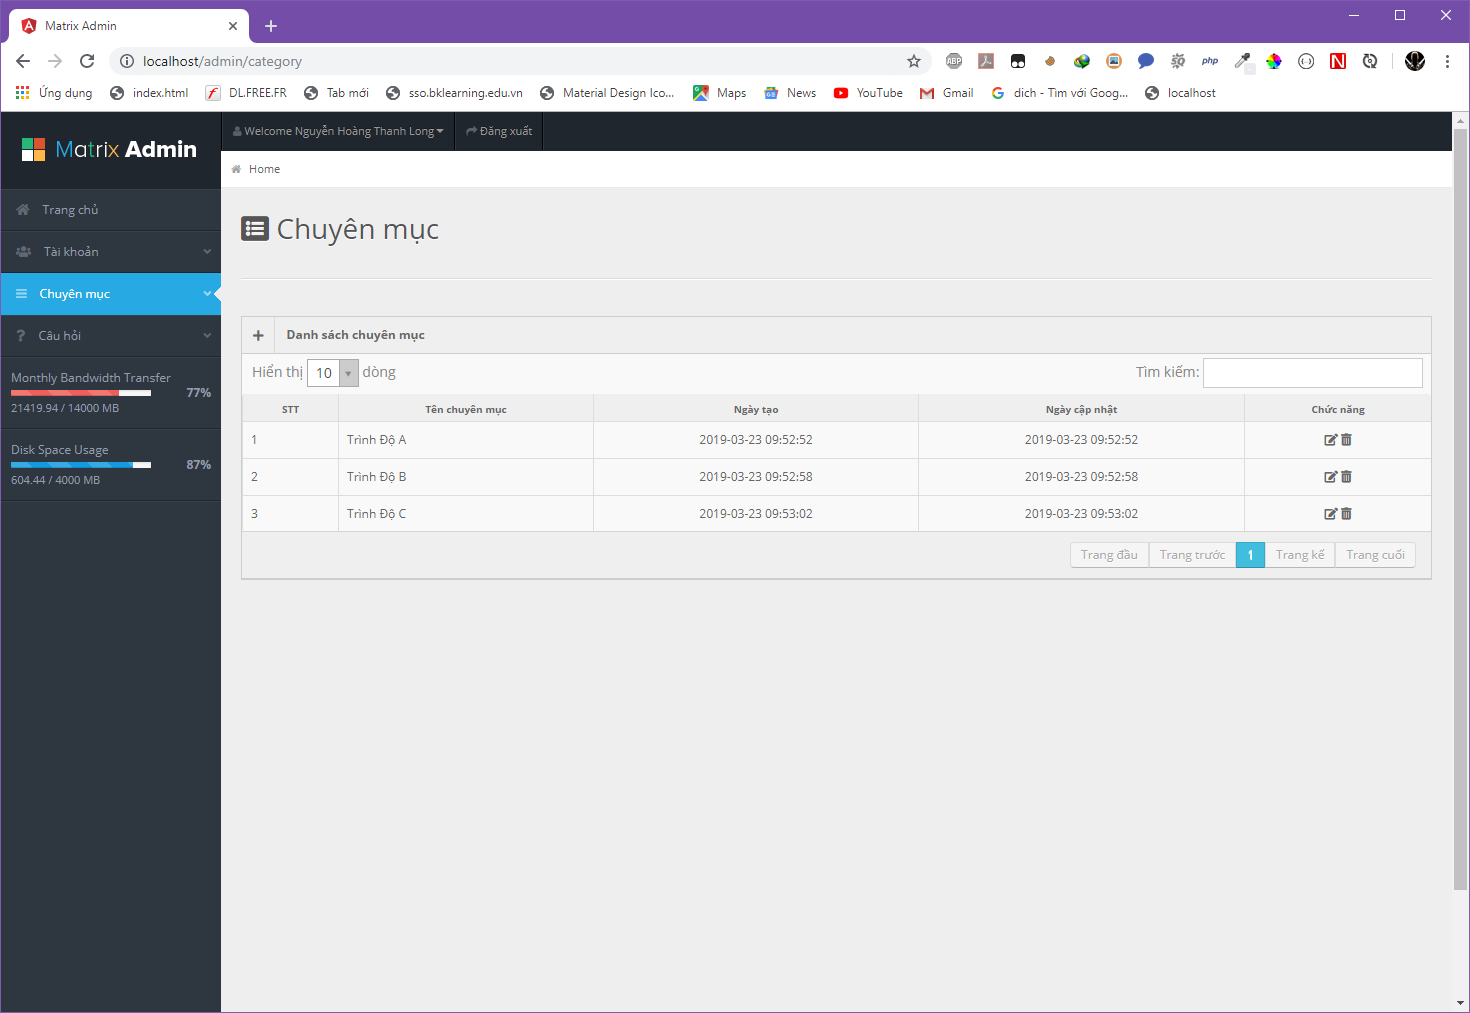 Matrix Admin
localhost/admin/category
ABP
php
N
Ứng dụng
index.html
DL.FREE.FR
Tab mới
sso.bklearning.edu.vn
Material Design Ico...
Maps
News
YouTube
Gmail
dich - Tìm với Goog...
localhost
Matrix Admin
Welcome Nguyễn Hoàng Thanh Long
Đăng xuất
Home
Trang chủ
Tài khoản
Chuyên mục
Câu hỏi
Monthly Bandwidth Transfer
77%
21419.94 / 14000 MB
Disk Space Usage
87%
604.44 / 4000 MB
Chuyên mục
Danh sách chuyên mục
Hiển thị 10 dòng
Tìm kiếm:
STT Tên chuyên mục Ngày tạo Ngày cập nhật Chức năng
1 Trình Độ A 2019-03-23 09:52:52 2019-03-23 09:52:52
2 Trình Độ B 2019-03-23 09:52:58 2019-03-23 09:52:58
3 Trình Độ C 2019-03-23 09:53:02 2019-03-23 09:53:02
Trang đầu Trang trước 1 Trang kế Trang cuối